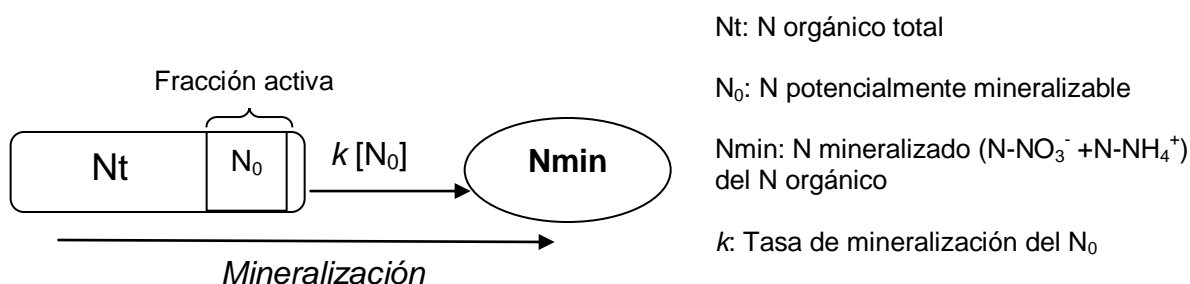 Fracción activa
Nt
N₀
k [N₀]
Nmin
Mineralización
Nt: N orgánico total
N₀: N potencialmente mineralizable
Nmin: N mineralizado (N-NO₃⁻ +N-NH₄⁺)
del N orgánico
k: Tasa de mineralización del N₀